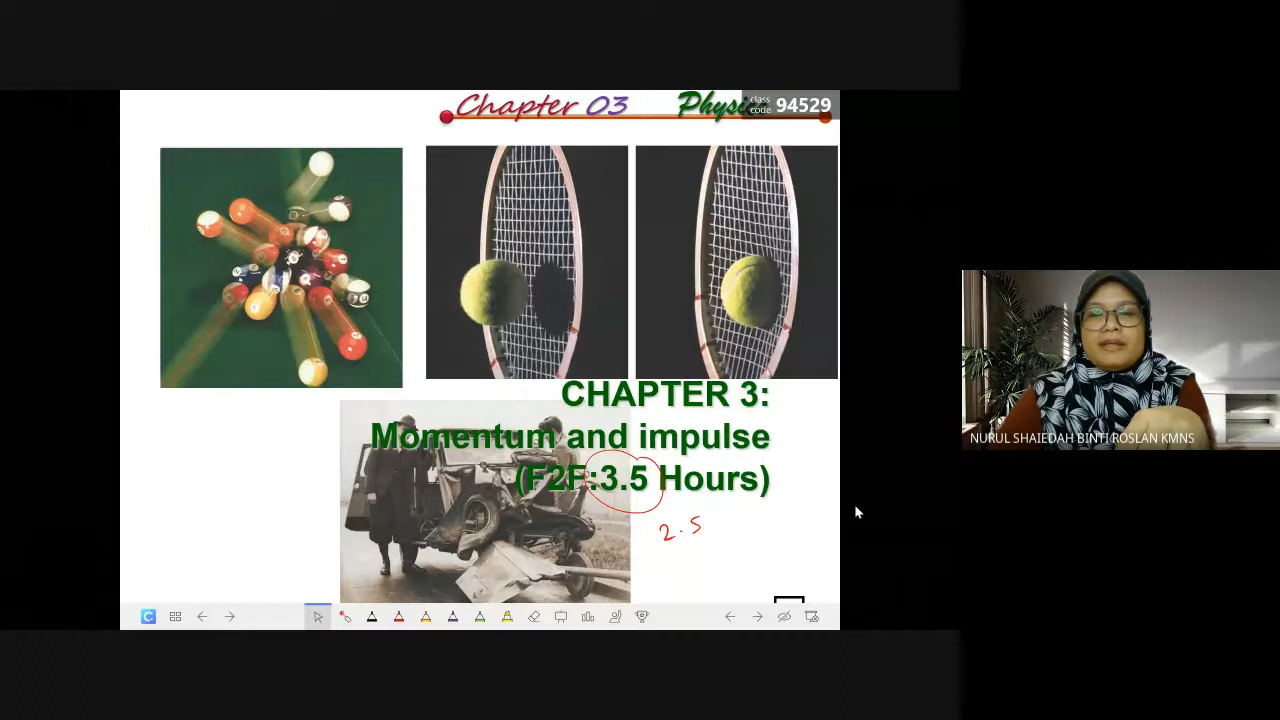 Chapter 03
Physi
class code 94529
CHAPTER 3:
Momentum and impulse
(F2F:3.5 Hours)
2.5
NURUL SHAIEDAH BINTI ROSLAN KMNS